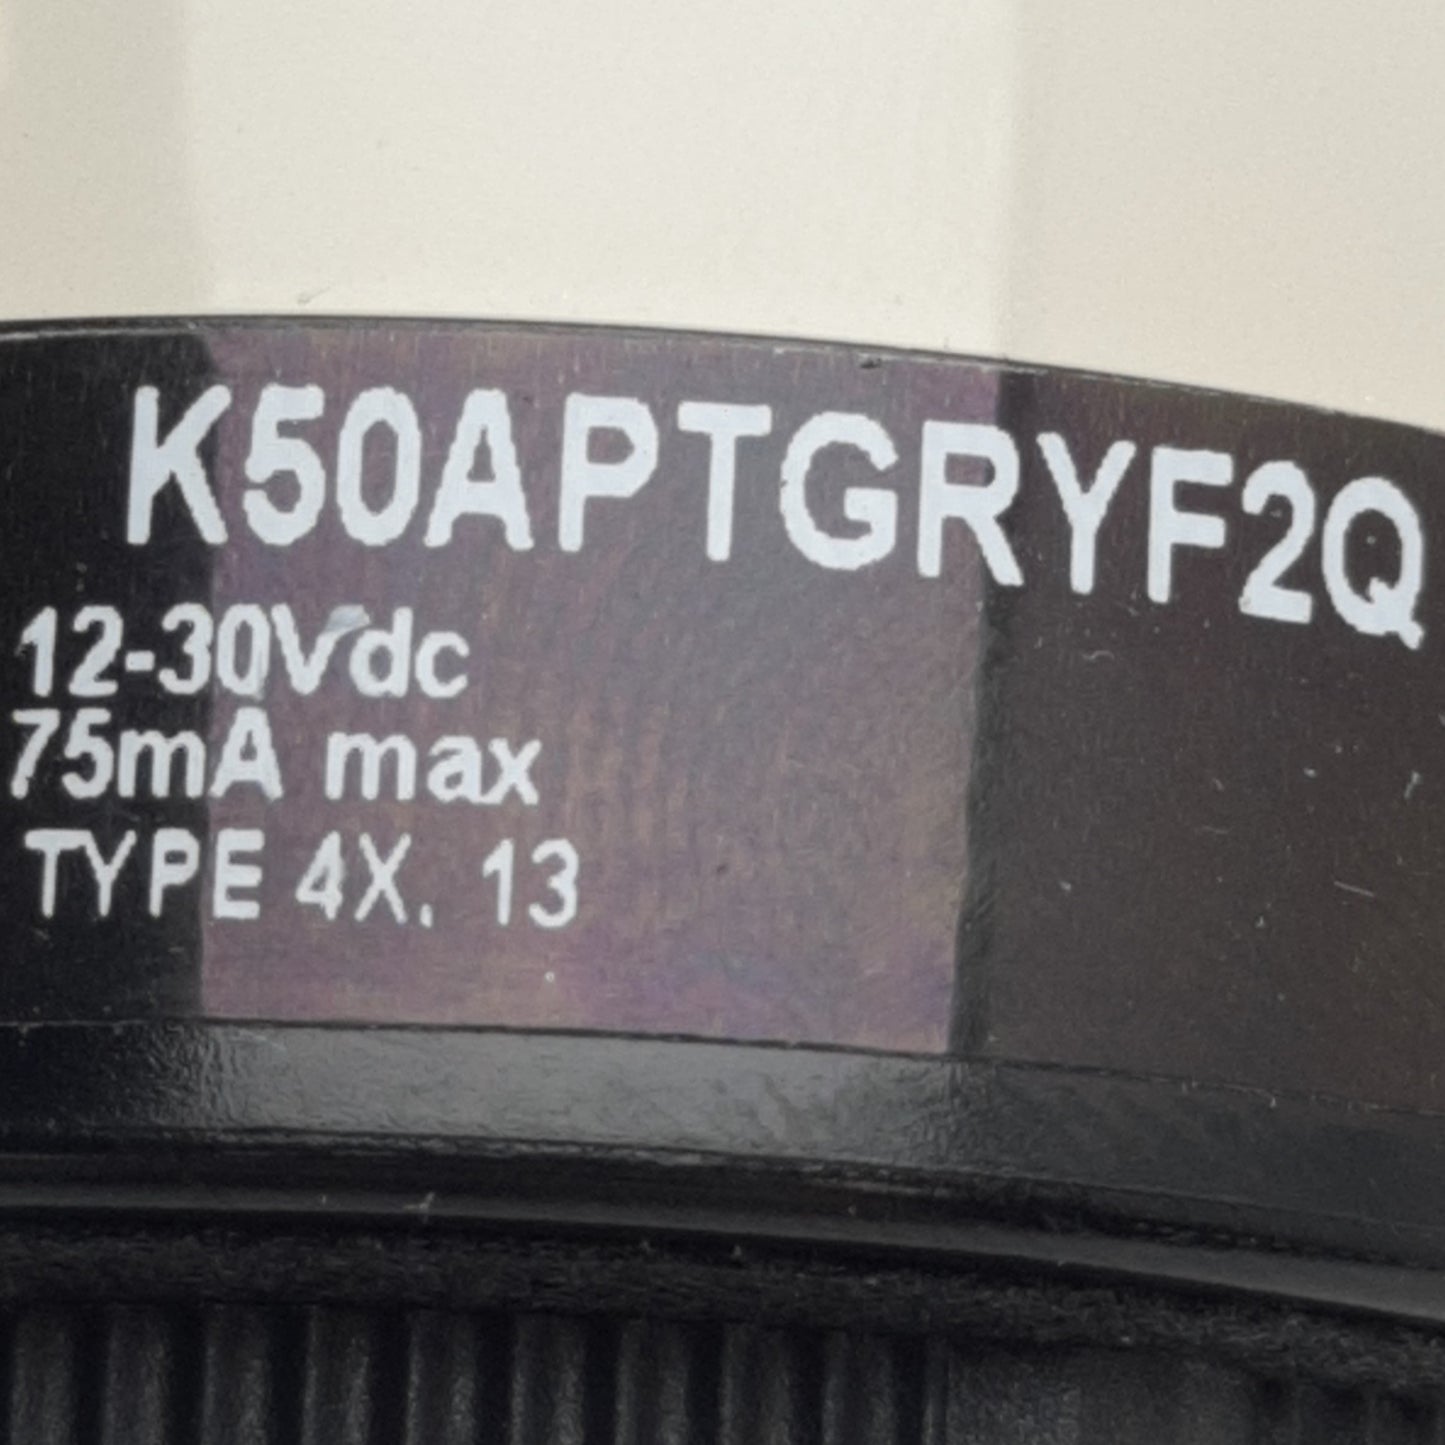 K50APTGRYF2Q
12-30Vdc
75mA max
TYPE 4X, 13